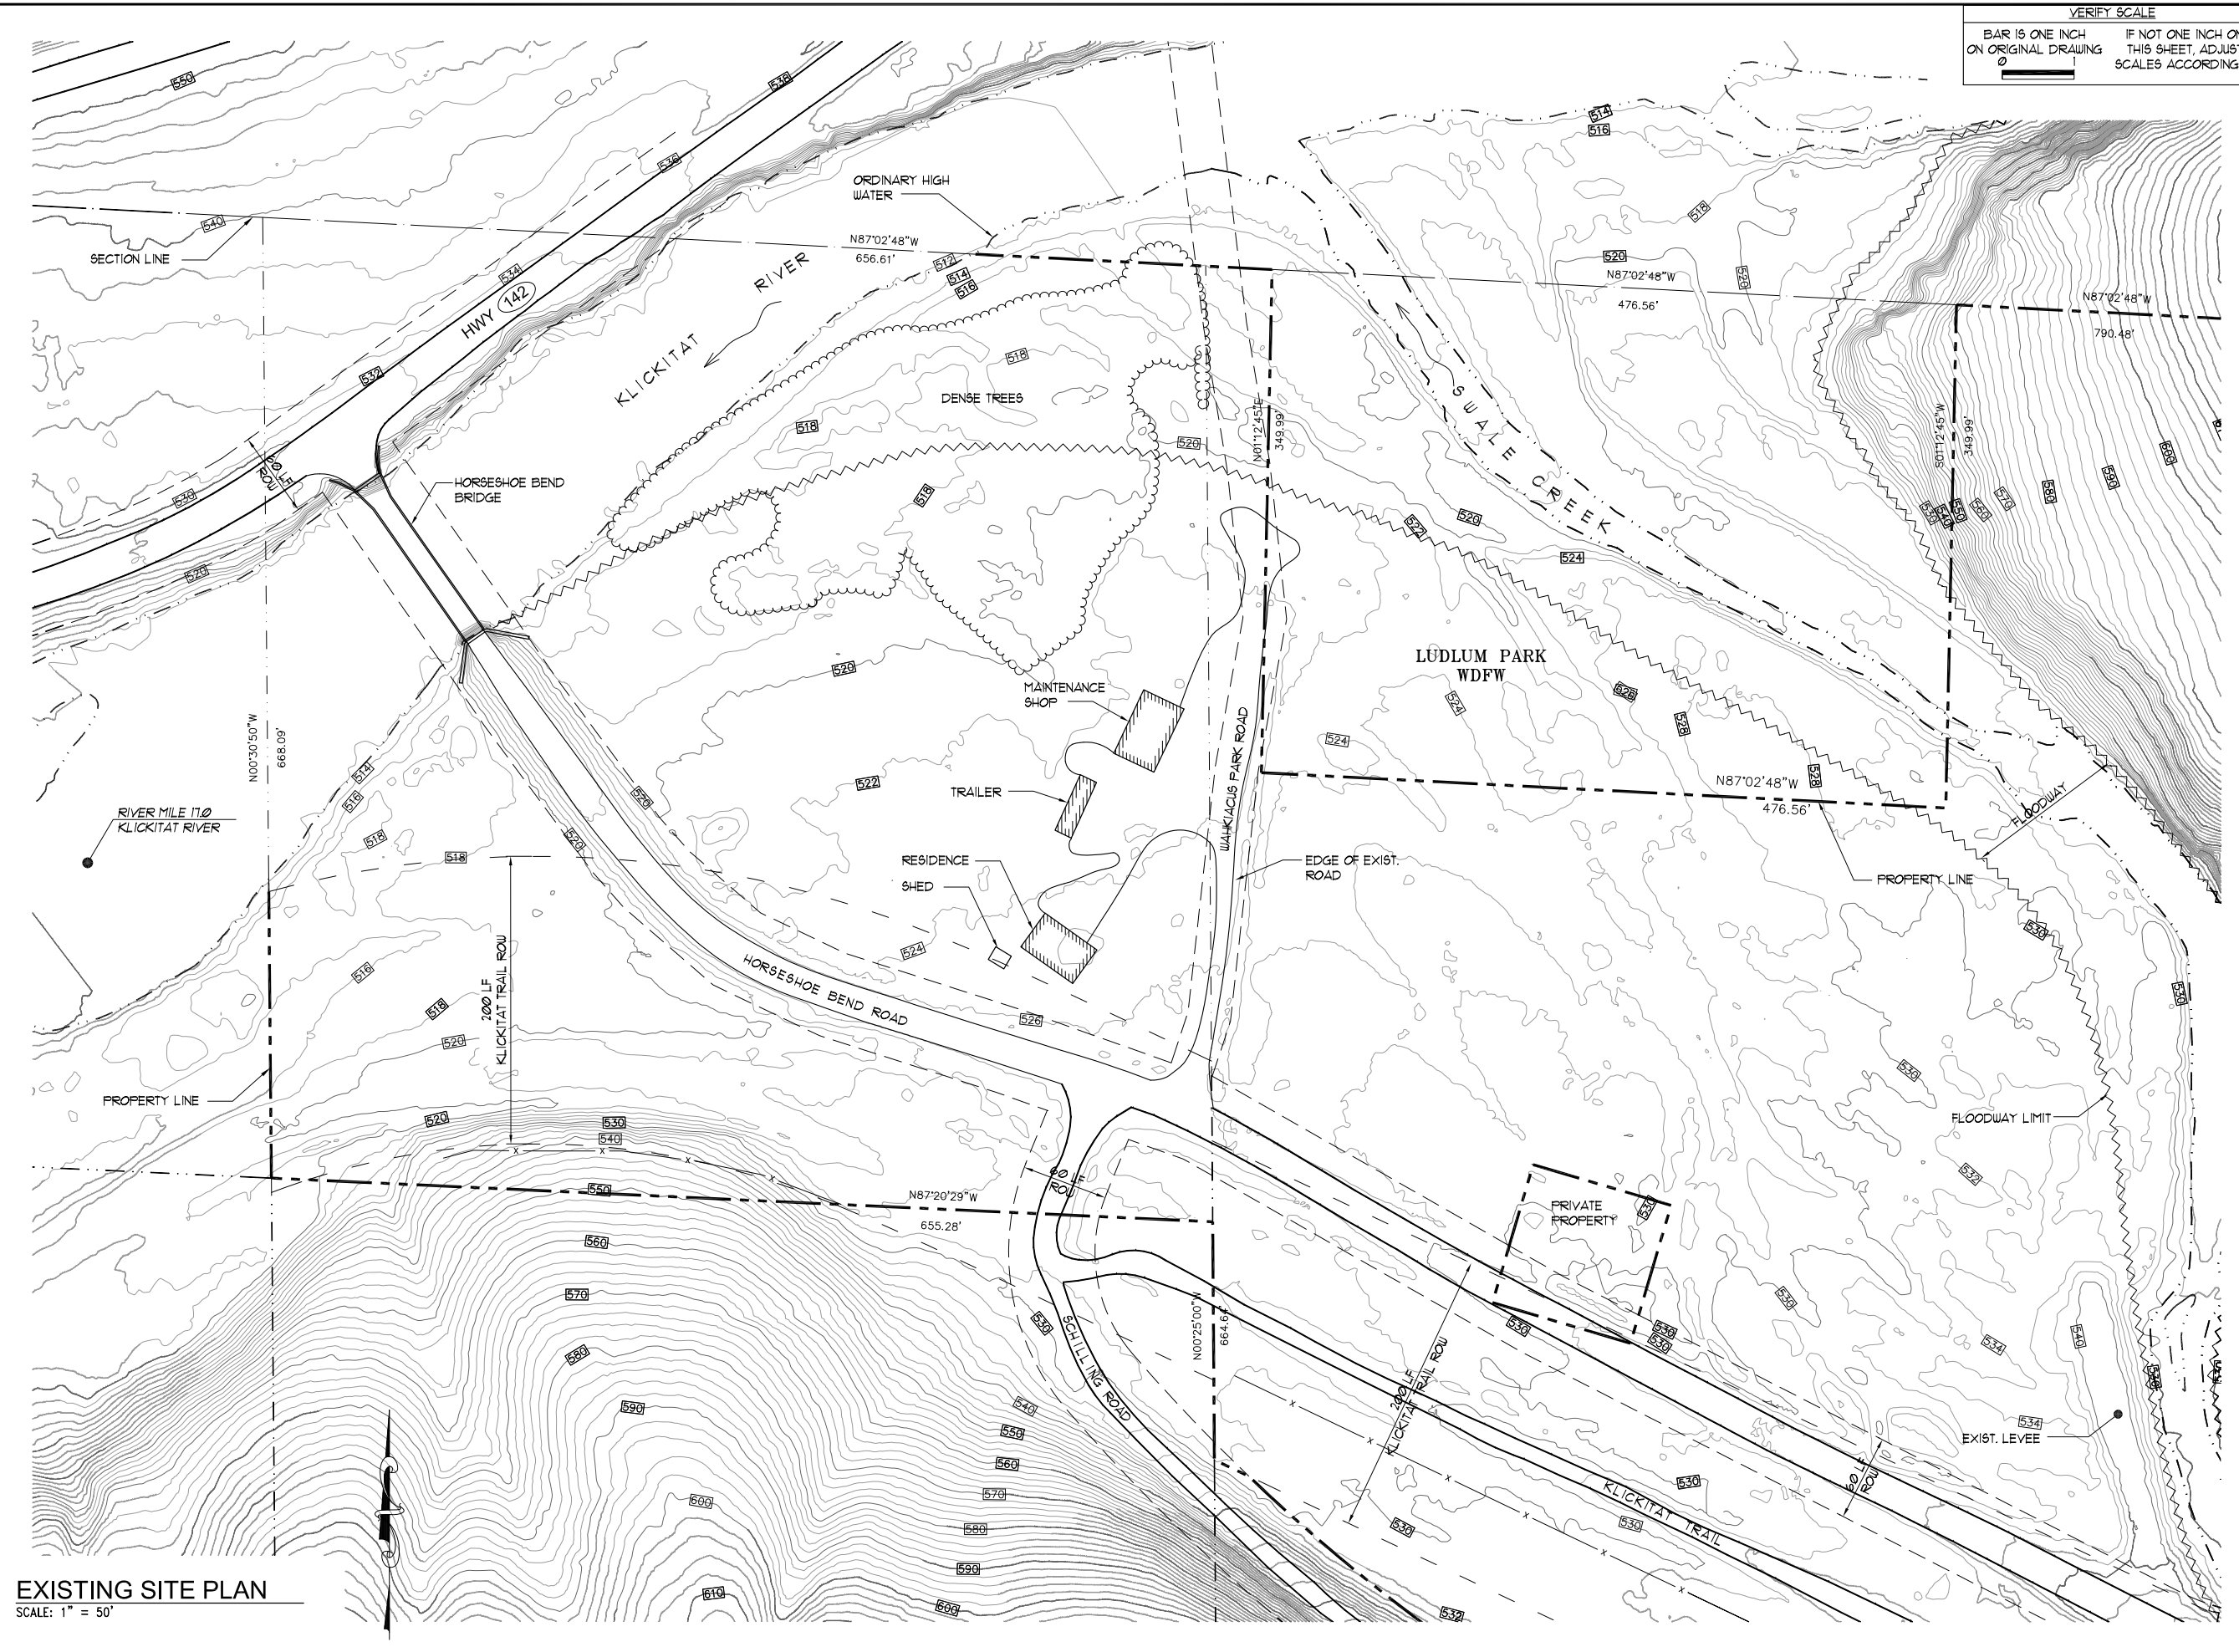 VERIFY SCALE
BAR IS ONE INCH
ON ORIGINAL DRAWING
0 1
IF NOT ONE INCH ON
THIS SHEET, ADJUST
SCALES ACCORDING
550
538
536
514
516
518
540
SECTION LINE
534
HWY 142
532
ORDINARY HIGH
WATER
N87°02'48"W
656.61'
512
514
516
KLICKITAT RIVER
520
N87°02'48"W
476.56'
520
N87°02'48"W
790.48'
518
DENSE TREES
518
520
N01°12'45"E
349.99'
SWALE CREEK
S01°12'45"W
349.99'
600
590
580
570
560
550
540
530
60 LF
ROW
530
520
HORSESHOE BEND
BRIDGE
518
522
520
524
LUDLUM PARK
WDFW
520
MAINTENANCE
SHOP
526
524
528
524
N00°30'50"W
668.09'
514
516
518
518
522
520
520
TRAILER
WAHKIACUS PARK ROAD
N87°02'48"W
476.56'
528
FLOODWAY
RIVER MILE 17.0
KLICKITAT RIVER
RESIDENCE
SHED
EDGE OF EXIST.
ROAD
PROPERTY LINE
530
524
516
518
520
200 LF
KLICKITAT TRAIL ROW
HORSESHOE BEND ROAD
526
530
530
PROPERTY LINE
520
530
540
FLOODWAY LIMIT
532
550
60 LF
ROW
N87°20'29"W
655.28'
PRIVATE
PROPERTY
530
560
570
580
590
600
610
530
SCHILLING ROAD
N00°25'00"W
664.64'
530
530
530
530
534
540
200 LF
KLICKITAT TRAIL ROW
540
550
560
570
580
590
600
534
EXIST. LEVEE
60 LF
ROW
530
530
530
KLICKITAT TRAIL
532
EXISTING SITE PLAN
SCALE: 1" = 50'